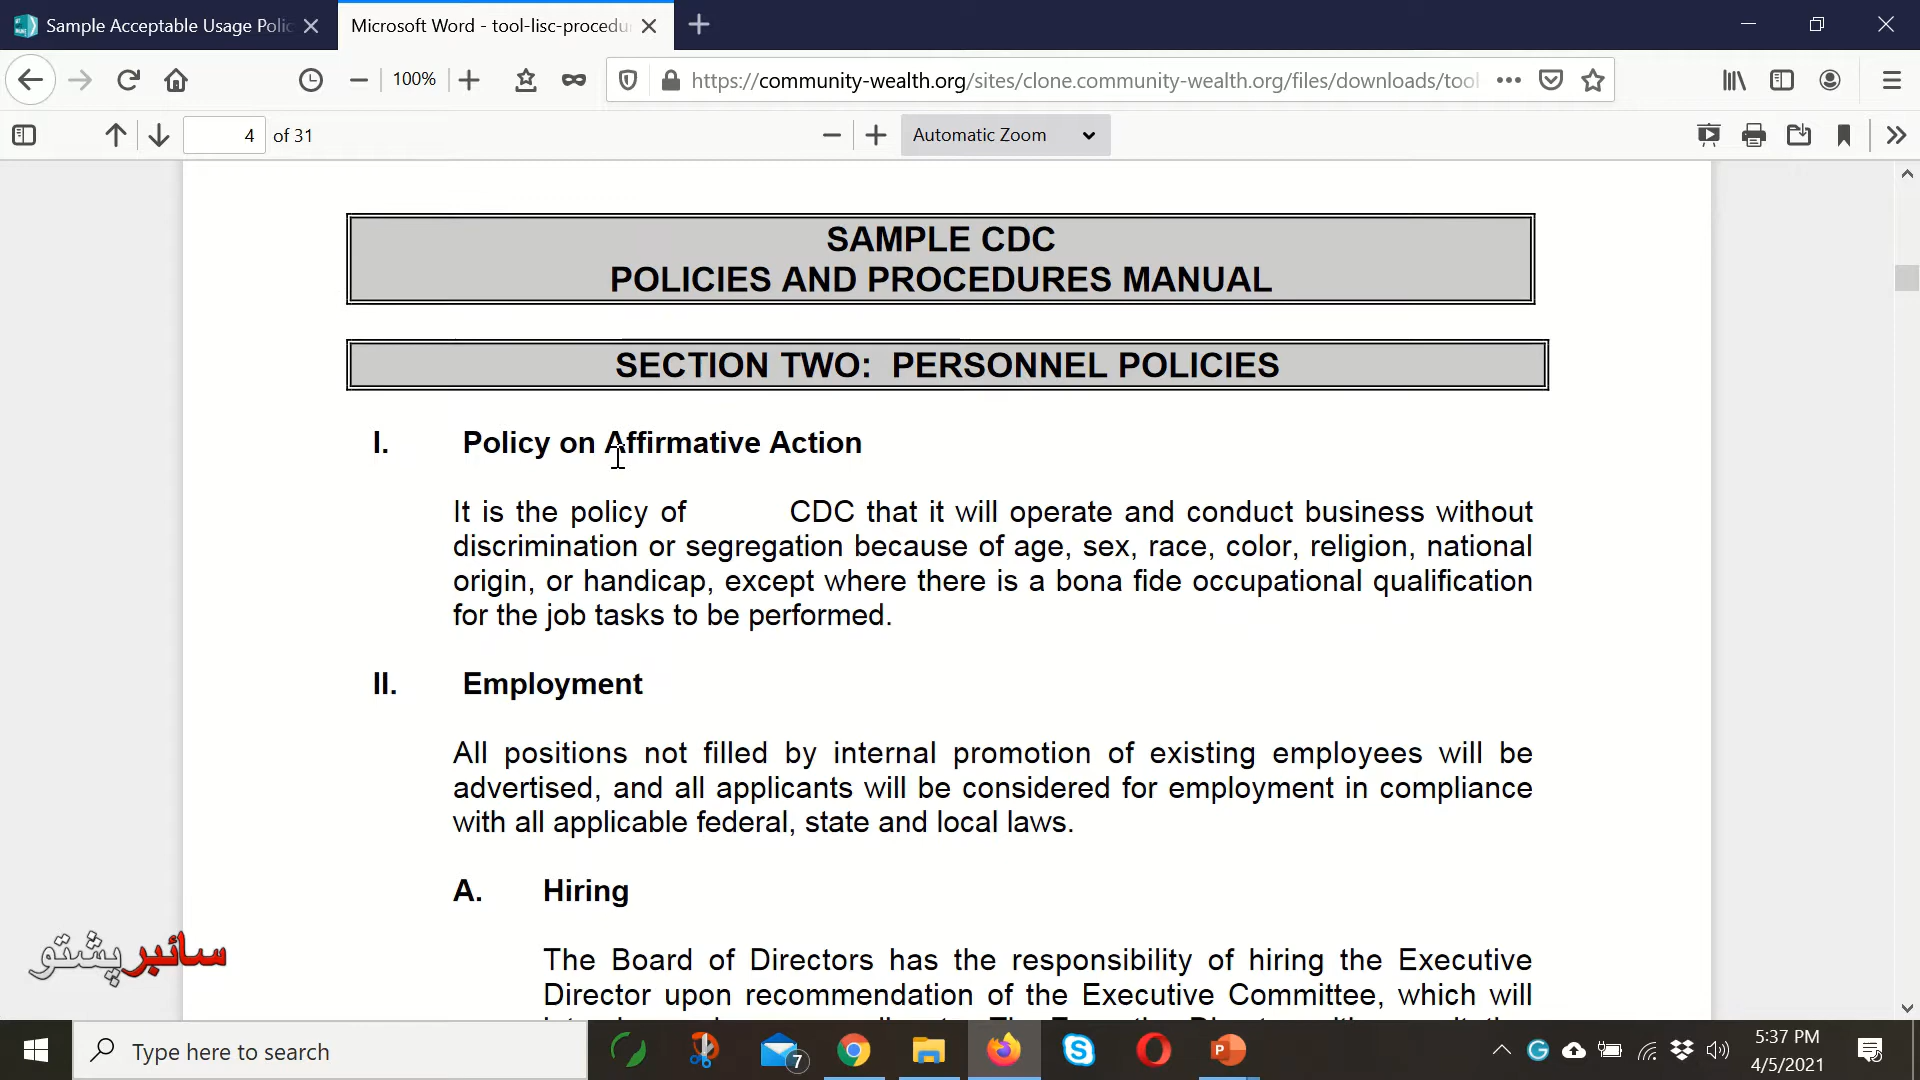 Sample Acceptable Usage Polic
Microsoft Word - tool-lisc-procedu
100%
https://community-wealth.org/sites/clone.community-wealth.org/files/downloads/tool
4 of 31
Automatic Zoom
SAMPLE CDC
POLICIES AND PROCEDURES MANUAL
SECTION TWO: PERSONNEL POLICIES
I. Policy on Affirmative Action
It is the policy of CDC that it will operate and conduct business without
discrimination or segregation because of age, sex, race, color, religion, national
origin, or handicap, except where there is a bona fide occupational qualification
for the job tasks to be performed.
II. Employment
All positions not filled by internal promotion of existing employees will be
advertised, and all applicants will be considered for employment in compliance
with all applicable federal, state and local laws.
A. Hiring
The Board of Directors has the responsibility of hiring the Executive
Director upon recommendation of the Executive Committee, which will
سائبر پشتو
Type here to search
7
5:37 PM
4/5/2021